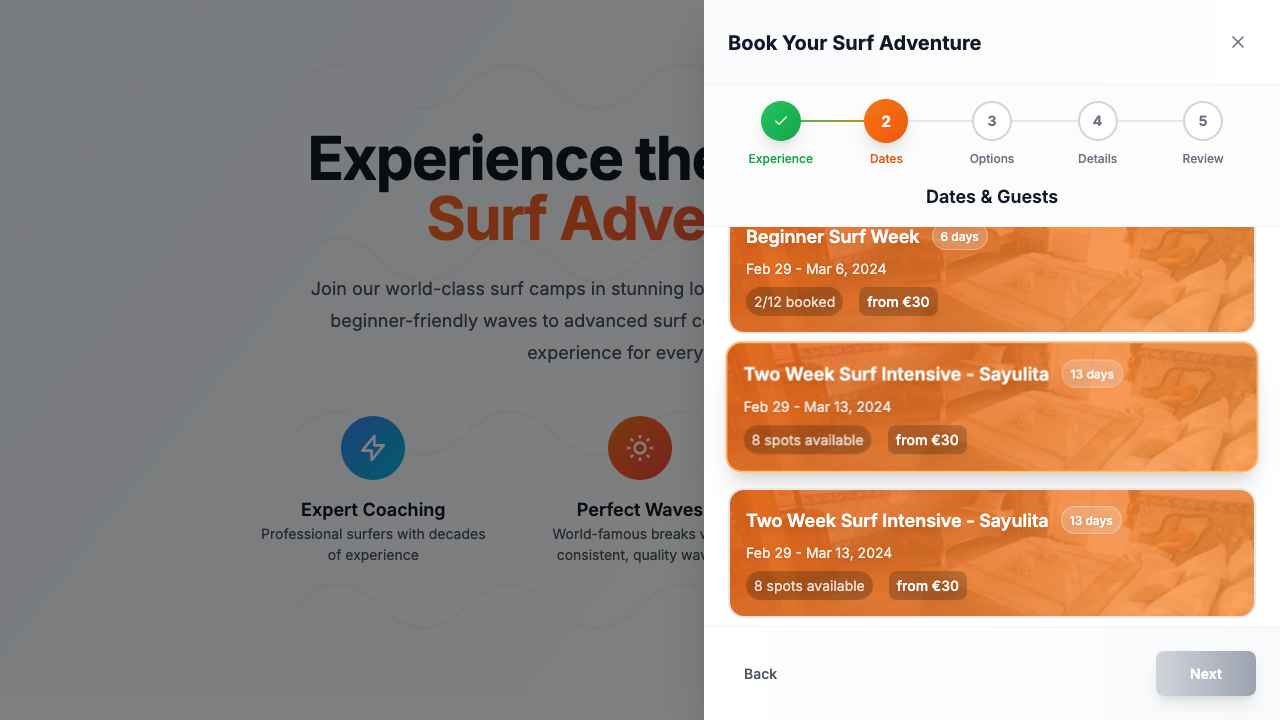 Experience the
Surf Adve
Join our world-class surf camps in stunning lo
beginner-friendly waves to advanced surf c
experience for every
Expert Coaching
Professional surfers with decades
of experience
Perfect Waves
World-famous breaks
consistent, quality wav
Book Your Surf Adventure
2
3
4
5
Experience
Dates
Options
Details
Review
Dates & Guests
Beginner Surf Week
6 days
Feb 29 - Mar 6, 2024
2/12 booked
from €30
Two Week Surf Intensive - Sayulita
13 days
Feb 29 - Mar 13, 2024
8 spots available
from €30
Two Week Surf Intensive - Sayulita
13 days
Feb 29 - Mar 13, 2024
8 spots available
from €30
Back
Next